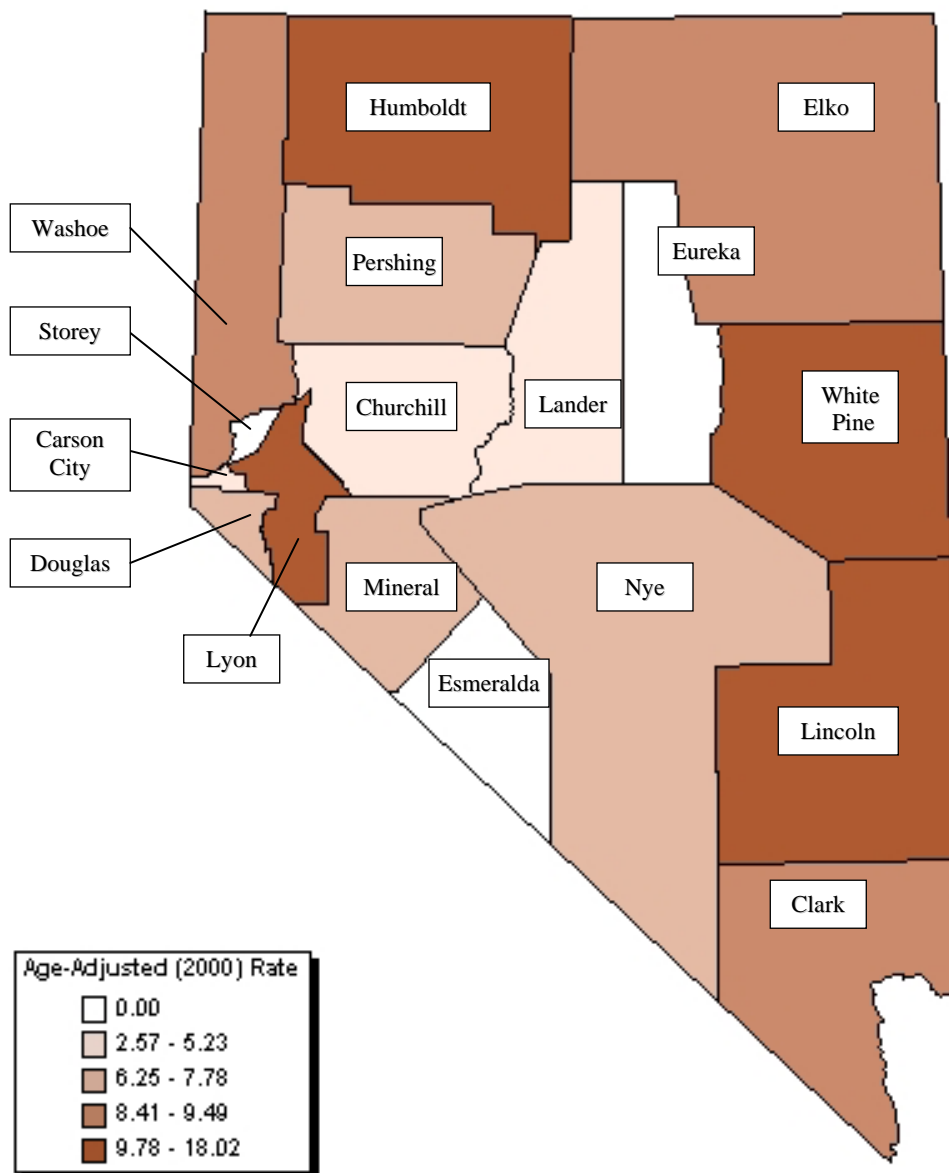 Humboldt
Elko
Washoe
Eureka
Pershing
Storey
Churchill
Lander
White
Pine
Carson
City
Douglas
Mineral
Nye
Lyon
Esmeralda
Lincoln
Clark
Age-Adjusted (2000) Rate
0.00
2.57 - 5.23
6.25 - 7.78
8.41 - 9.49
9.78 - 18.02